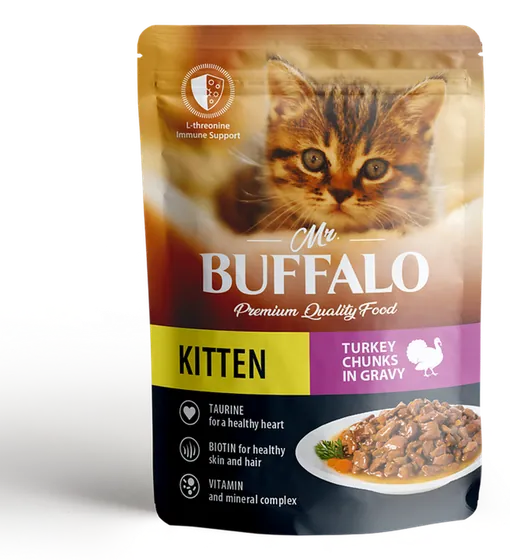 L-threonine
Immune Support
Mr.
BUFFALO
Premium Quality Food
KITTEN
TURKEY
CHUNKS
IN GRAVY
TAURINE
for a healthy heart
BIOTIN for healthy
skin and hair
VITAMIN
and mineral complex